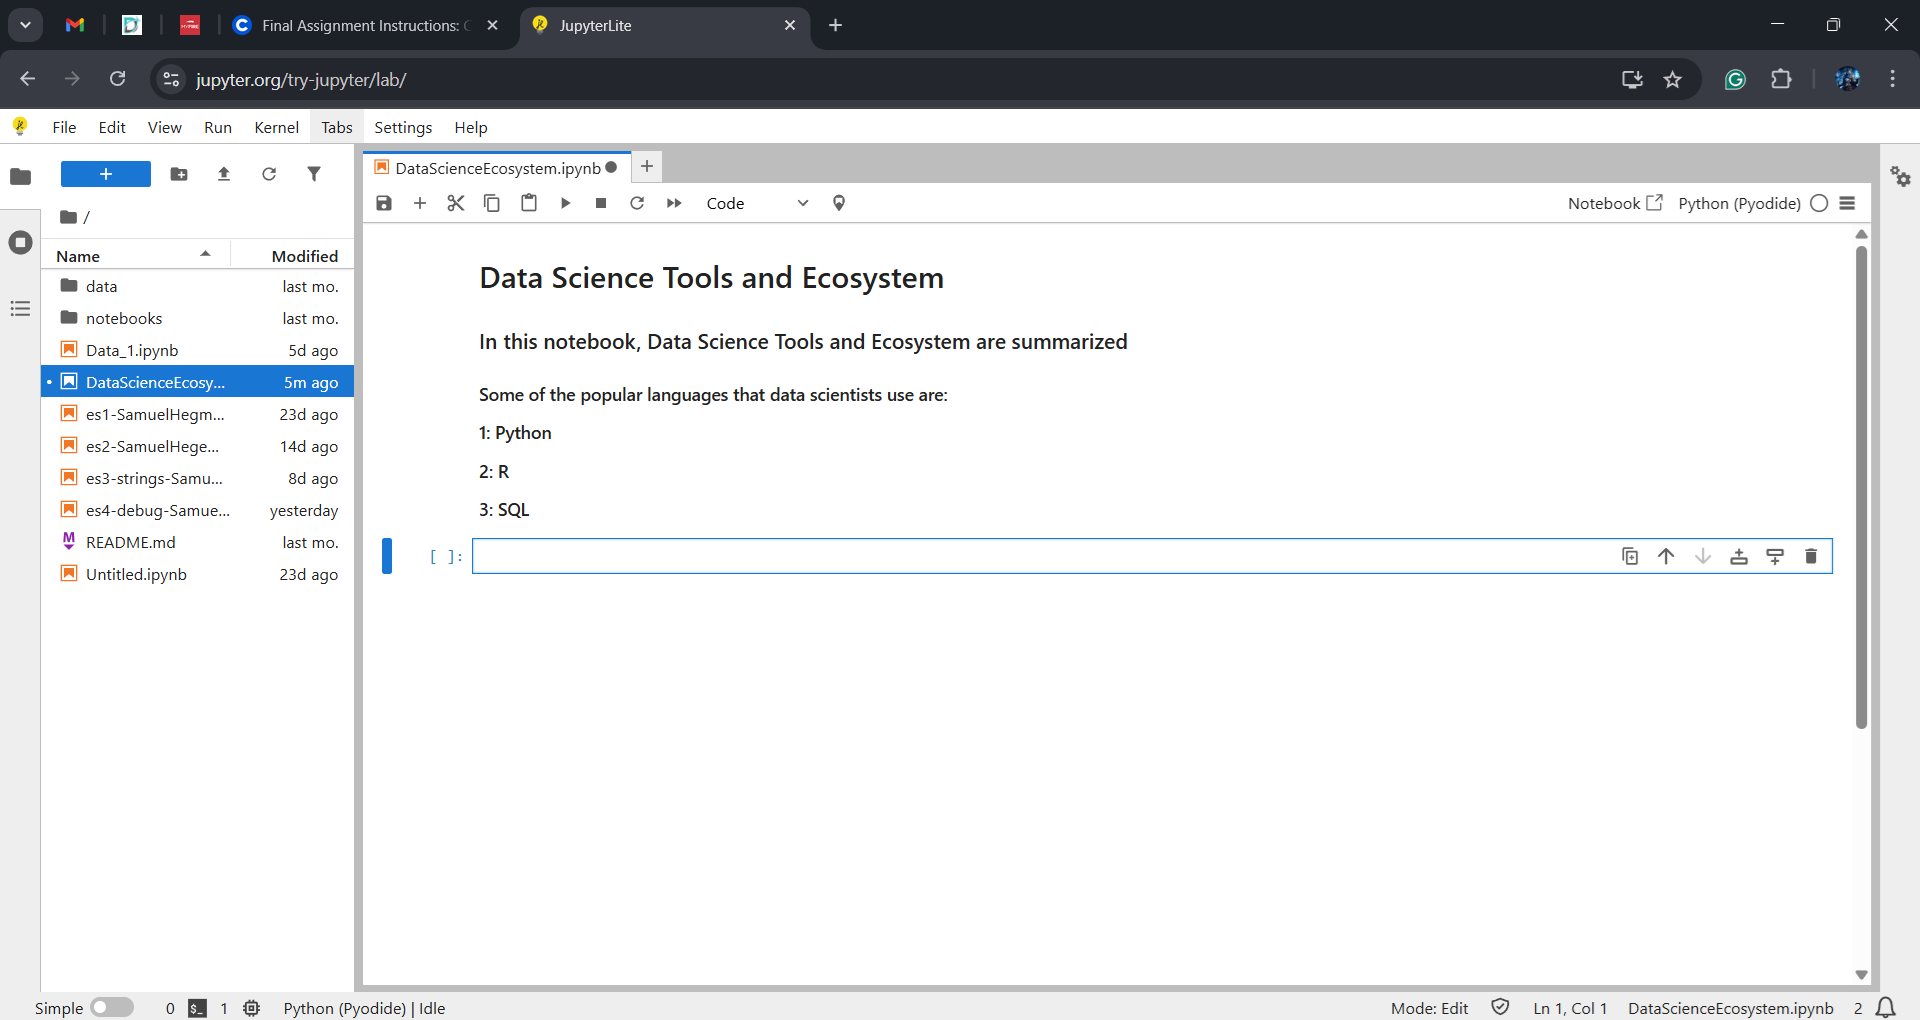 Final Assignment Instructions: C
JupyterLite
jupyter.org/try-jupyter/lab/
File Edit View Run Kernel Tabs Settings Help
DataScienceEcosystem.ipynb
Code
Notebook
Python (Pyodide)
/
Name Modified
data last mo.
notebooks last mo.
Data_1.ipynb 5d ago
DataScienceEcosy... 5m ago
es1-SamuelHegm... 23d ago
es2-SamuelHege... 14d ago
es3-strings-Samu... 8d ago
es4-debug-Samue... yesterday
README.md last mo.
Untitled.ipynb 23d ago
Data Science Tools and Ecosystem
In this notebook, Data Science Tools and Ecosystem are summarized
Some of the popular languages that data scientists use are:
1: Python
2: R
3: SQL
[ ]:
Simple 0 $_ 1 Python (Pyodide) | Idle
Mode: Edit Ln 1, Col 1 DataScienceEcosystem.ipynb 2